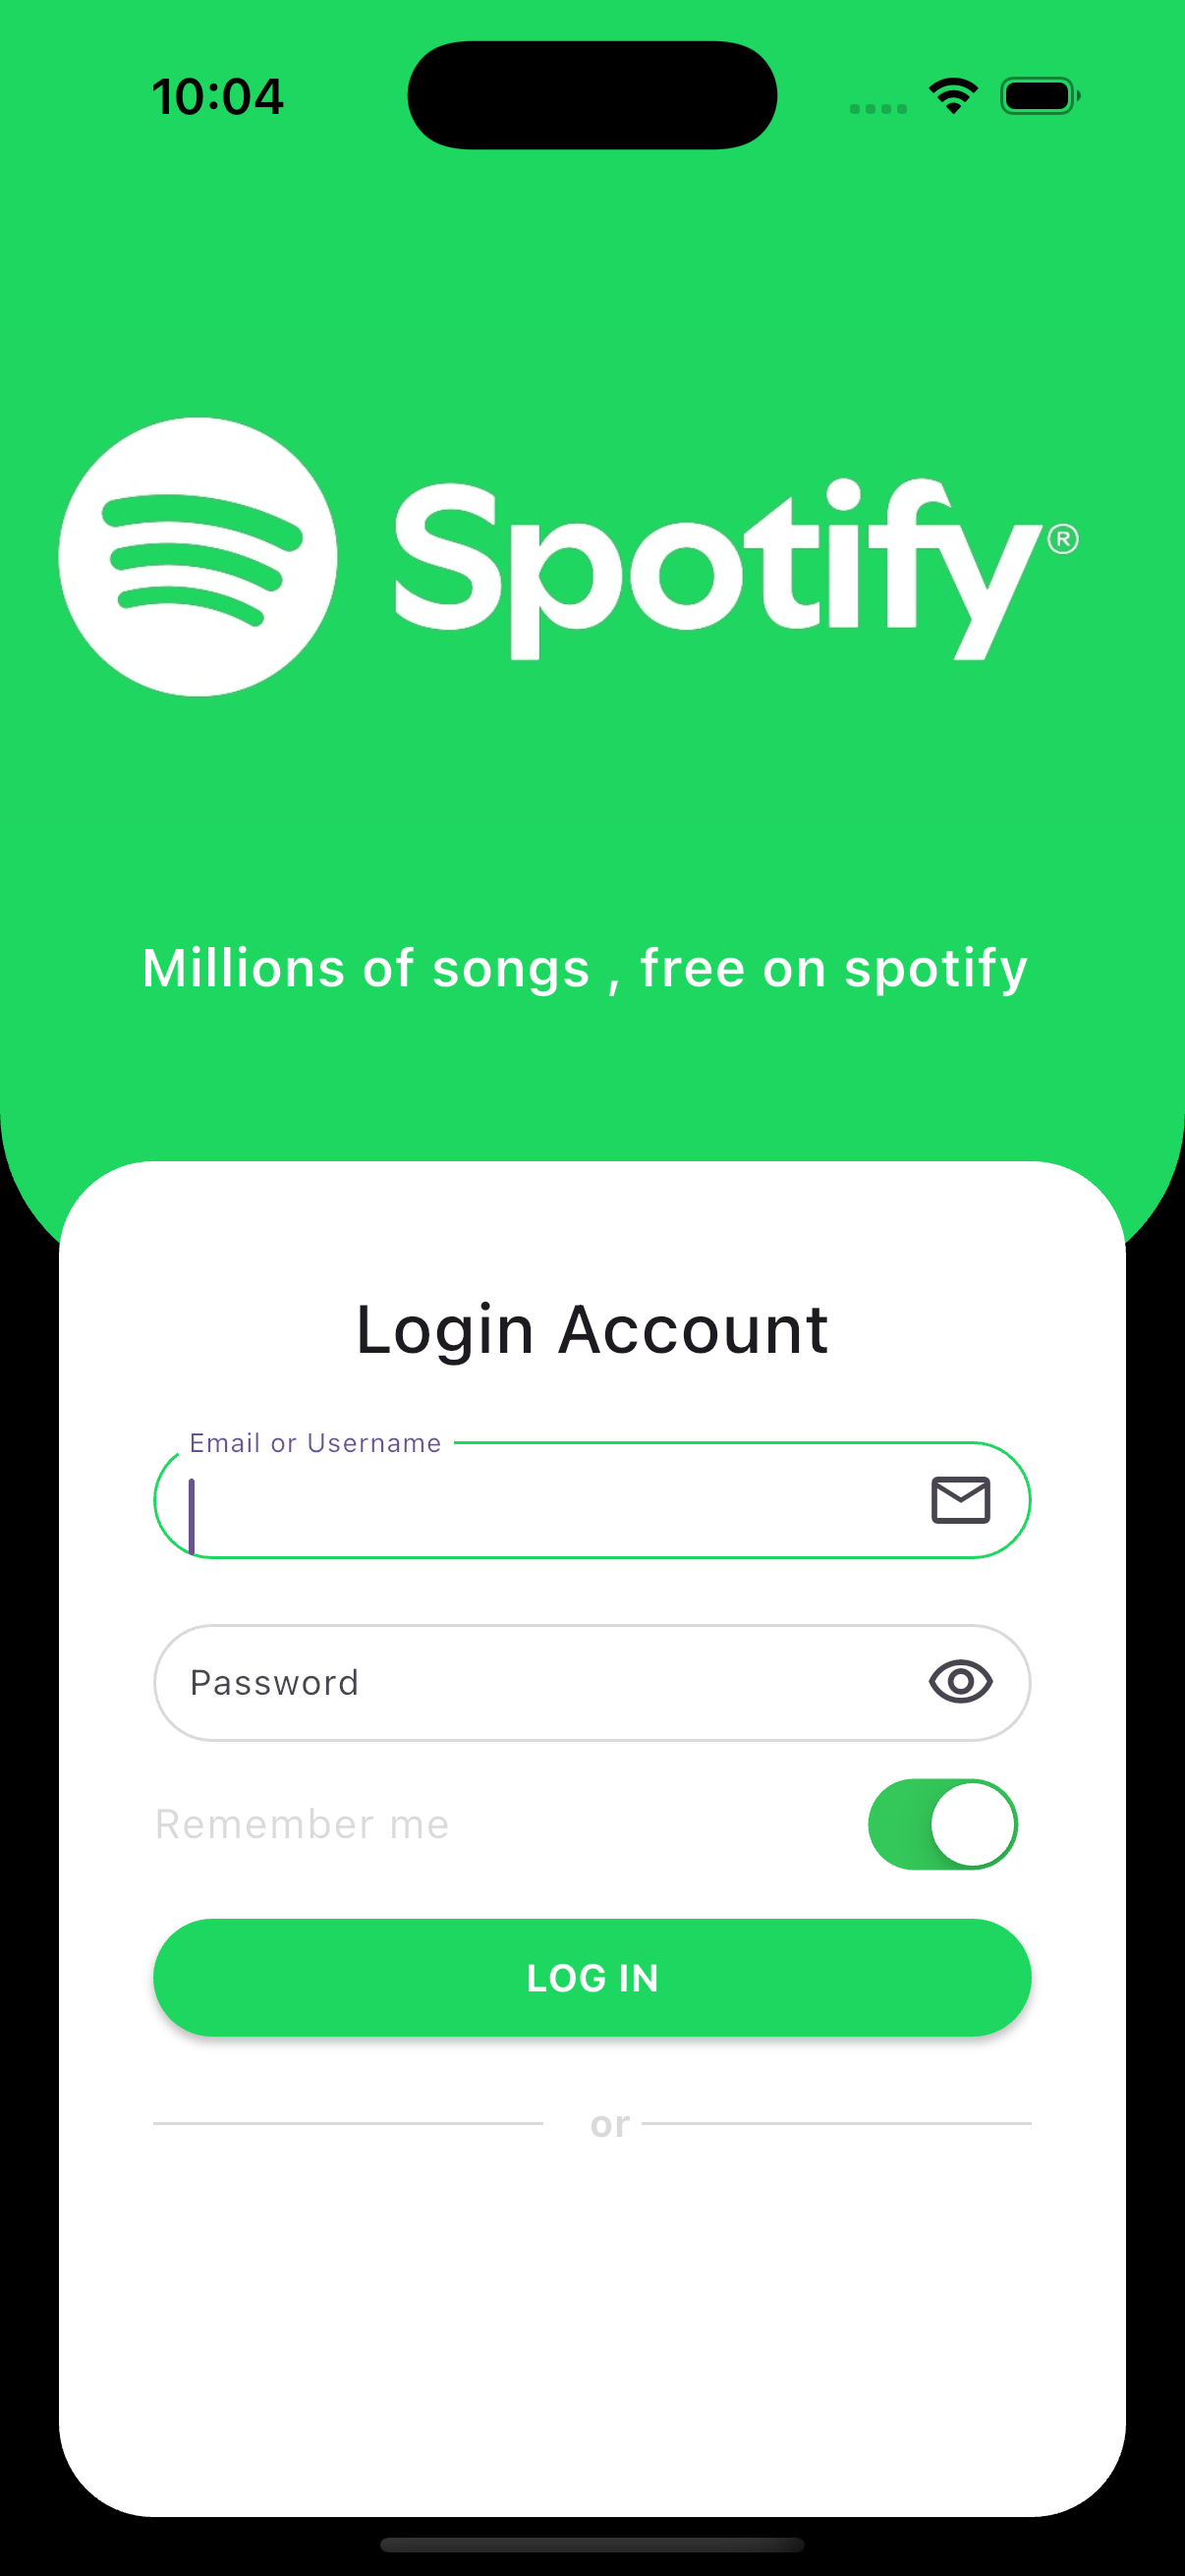 10:04
Spotify®
Millions of songs , free on spotify
Login Account
Email or Username
Password
Remember me
LOG IN
or